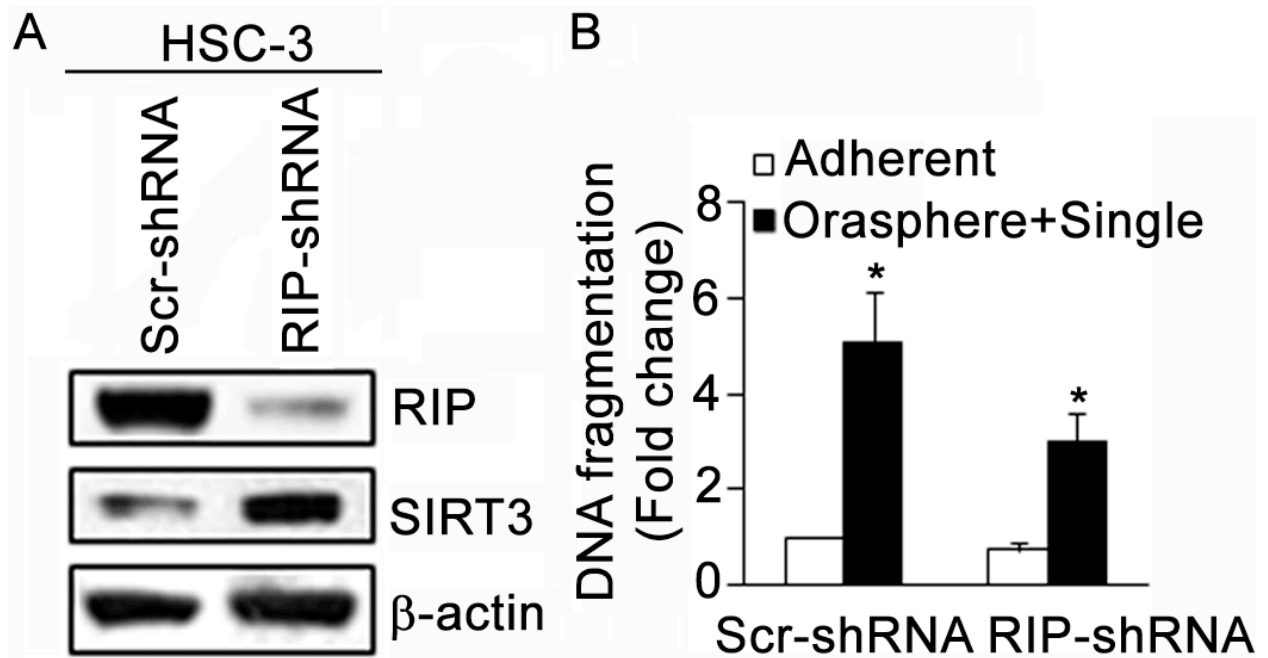 A
HSC-3
Scr-shRNA
RIP-shRNA
RIP
SIRT3
β-actin
B
DNA fragmentation
(Fold change)
Adherent
Orasphere+Single
8
6
4
2
0
*
*
Scr-shRNA RIP-shRNA